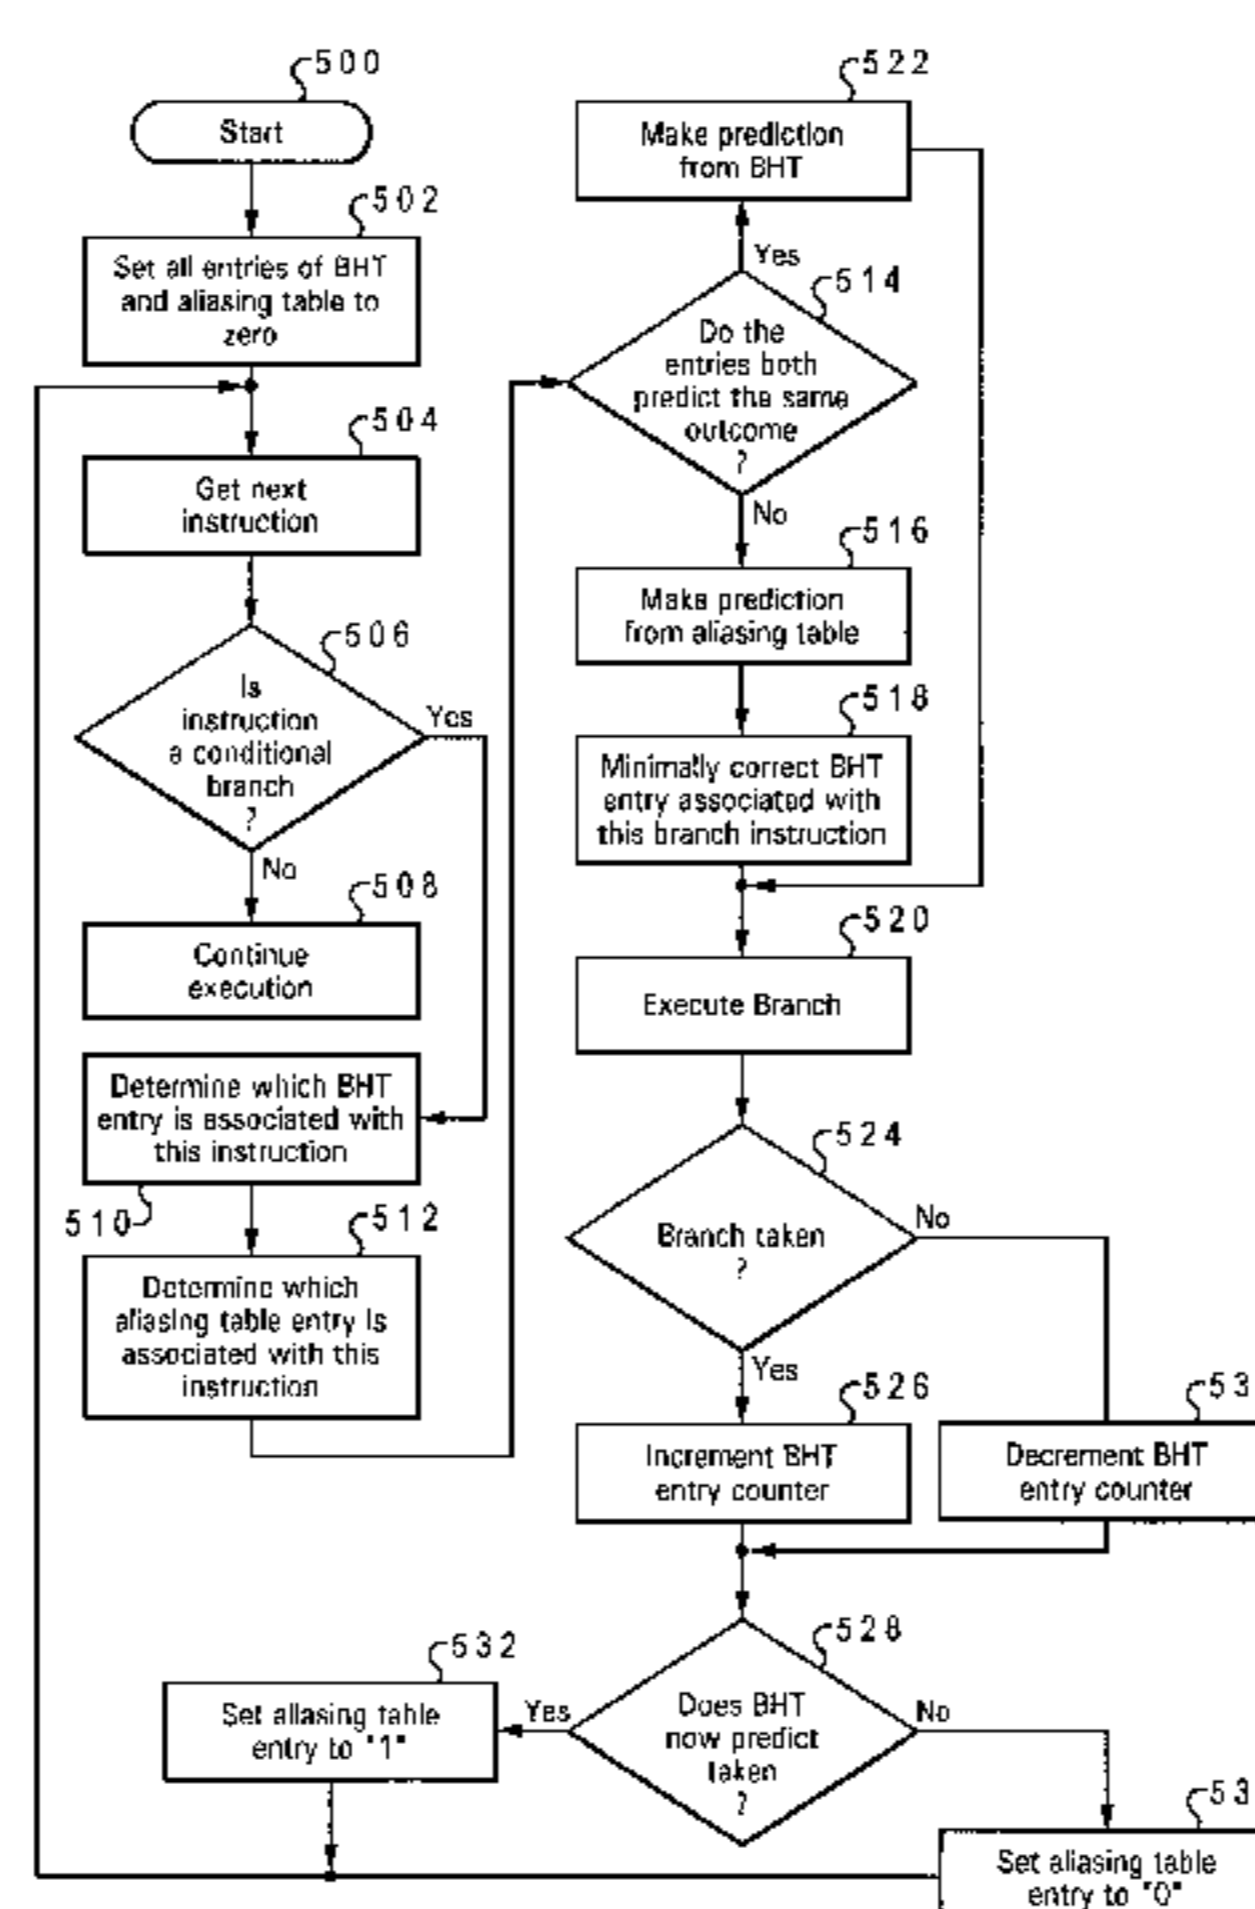 500
Start
502
Set all entries of BHT
and aliasing table to
zero
504
Get next
instruction
506
Is
instruction
a conditional
branch
?
Yes
No
508
Continue
execution
Determine which BHT
entry is associated with
this instruction
510
512
Determine which
aliasing table entry is
associated with this
instruction
522
Make prediction
from BHT
Yes
514
Do the
entries both
predict the same
outcome
?
No
516
Make prediction
from aliasing table
518
Minimally correct BHT
entry associated with
this branch instruction
520
Execute Branch
524
Branch taken
?
No
Yes
526
Increment BHT
entry counter
53
Decrement BHT
entry counter
528
Does BHT
now predict
taken
?
Yes
No
532
Set aliasing table
entry to "1"
53
Set aliasing table
entry to "0"